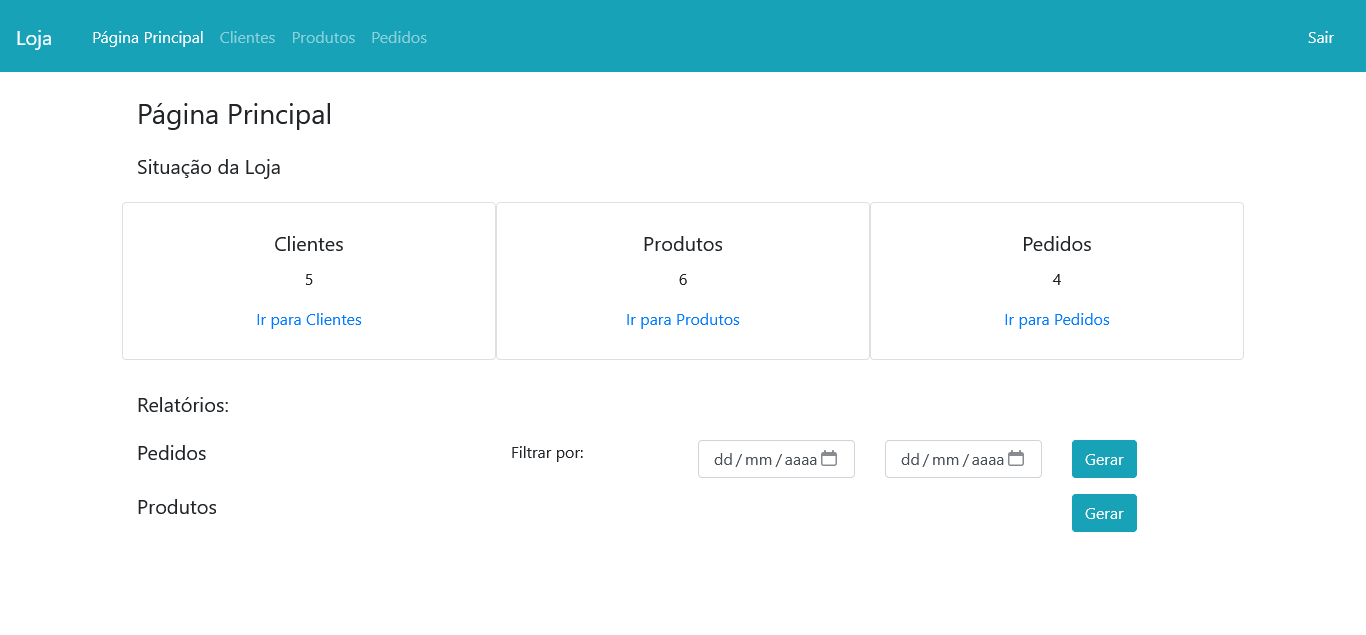 Loja Página Principal Clientes Produtos Pedidos Sair
Página Principal
Situação da Loja
Clientes Produtos Pedidos
5 6 4
Ir para Clientes Ir para Produtos Ir para Pedidos
Relatórios:
Pedidos Filtrar por: dd/mm/aaaa dd/mm/aaaa Gerar
Produtos Gerar